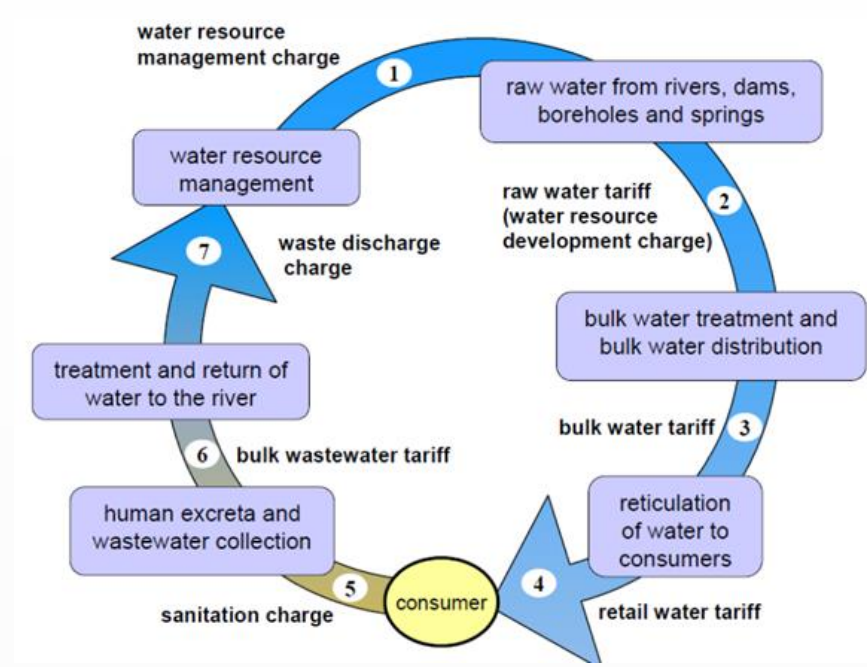 water resource
management charge
1
raw water from rivers, dams,
boreholes and springs
water resource
management
2
raw water tariff
(water resource
development charge)
7
waste discharge
charge
bulk water treatment and
bulk water distribution
treatment and return of
water to the river
3
bulk water tariff
6
bulk wastewater tariff
reticulation
of water to
consumers
human excreta and
wastewater collection
4
retail water tariff
consumer
5
sanitation charge